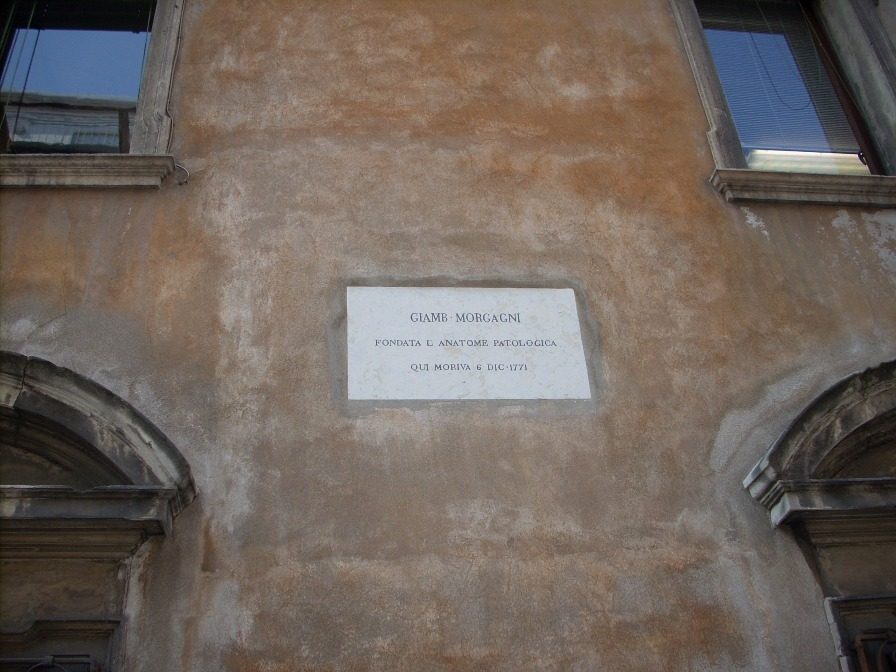 GIAMB · MORGAGNI
FONDATA L ANATOME PATOLOGICA
QUI MORIVA 6 DIC · 1771